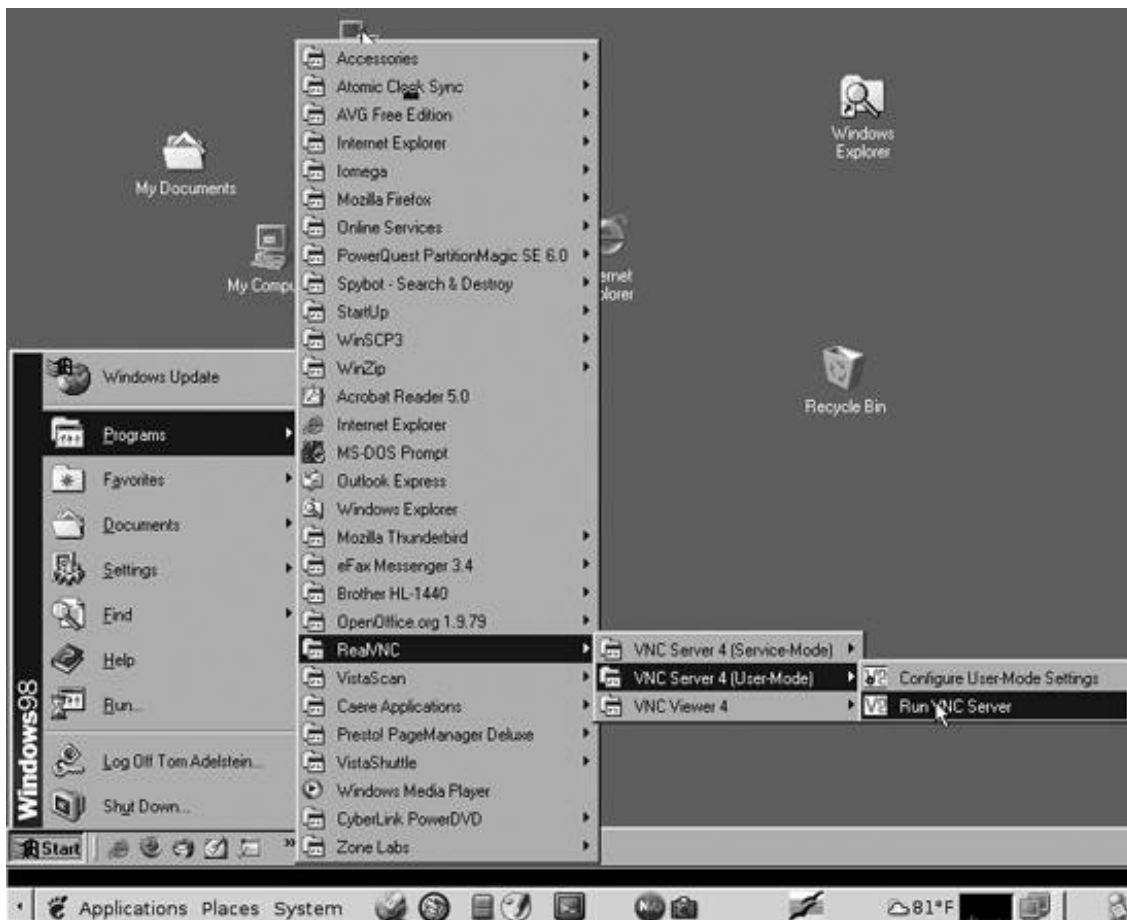 My Documents
My Compu
Windows
Explorer
ernet
plorer
Recycle Bin
Accessories
Atomic Clock Sync
AVG Free Edition
Internet Explorer
Iomega
Mozilla Firefox
Online Services
PowerQuest PartitionMagic SE 6.0
Spybot - Search & Destroy
StartUp
WinSCP3
WinZip
Acrobat Reader 5.0
Internet Explorer
MS-DOS Prompt
Outlook Express
Windows Explorer
Mozilla Thunderbird
eFax Messenger 3.4
Brother HL-1440
OpenOffice.org 1.9.79
RealVNC
VistaScan
Caere Applications
Presto! PageManager Deluxe
VistaShuttle
Windows Media Player
CyberLink PowerDVD
Zone Labs
VNC Server 4 (Service-Mode)
VNC Server 4 (User-Mode)
VNC Viewer 4
Configure User-Mode Settings
Run VNC Server
Windows98
Windows Update
Programs
Favorites
Documents
Settings
Find
Help
Run...
Log Off Tom Adelstein...
Shut Down...
Start
»
Applications Places System
81°F